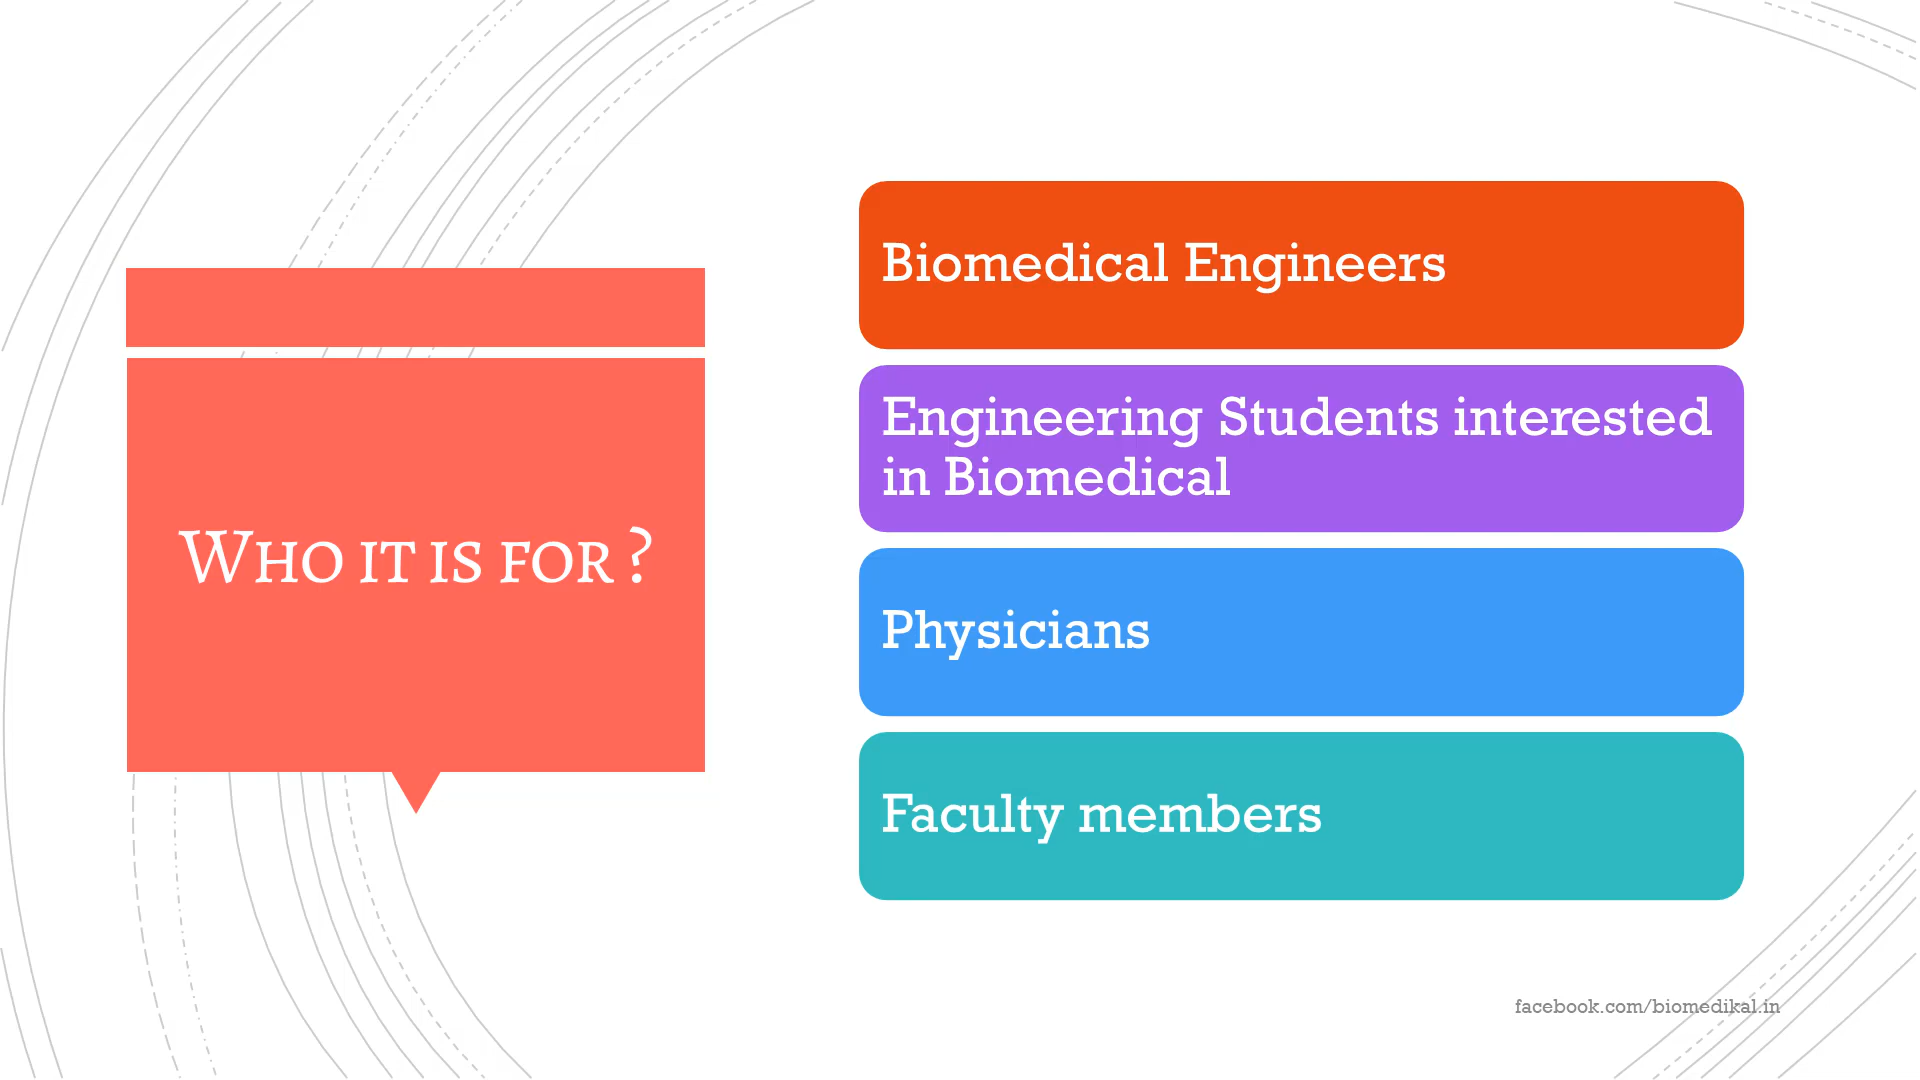 Who it is for ?
Biomedical Engineers
Engineering Students interested
in Biomedical
Physicians
Faculty members
facebook.com/biomedikal.in